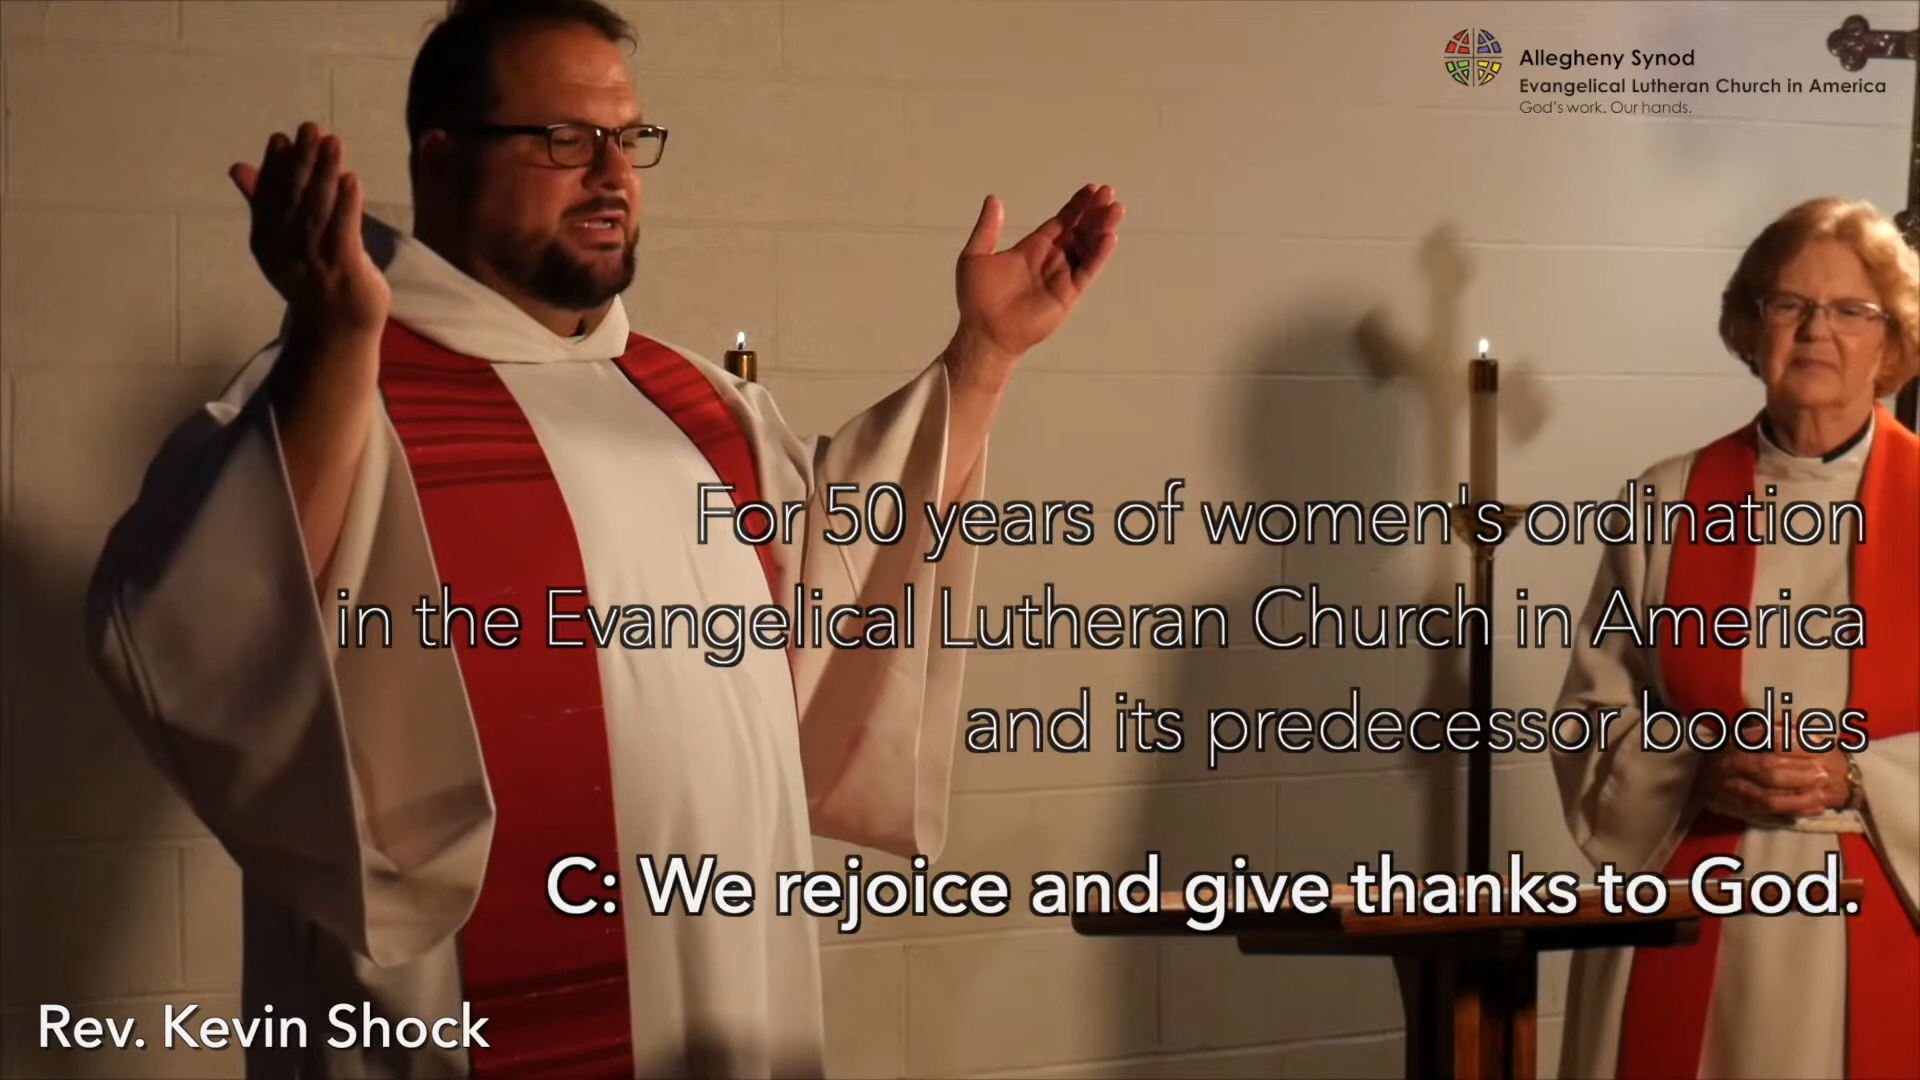 Allegheny Synod
Evangelical Lutheran Church in America
God's work. Our hands.
For 50 years of women's ordination
in the Evangelical Lutheran Church in America
and its predecessor bodies
C: We rejoice and give thanks to God.
Rev. Kevin Shock